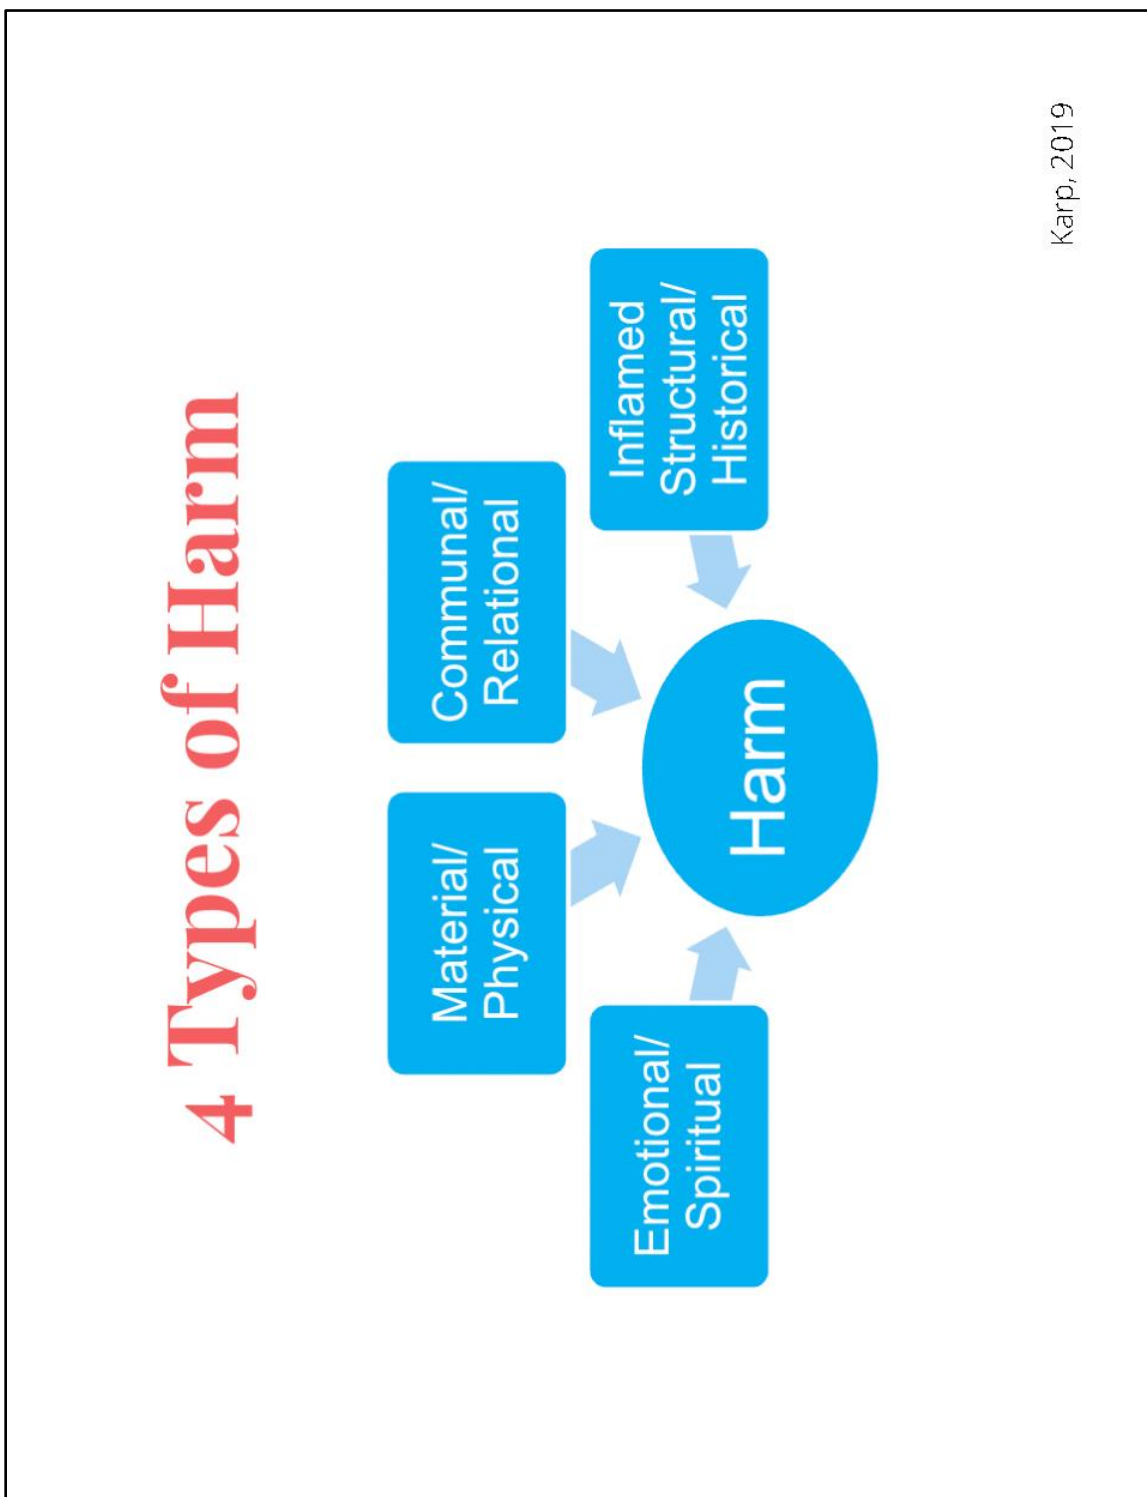 4 Types of Harm
Emotional/
Spiritual
Material/
Physical
Communal/
Relational
Inflamed
Structural/
Historical
Harm
Karp, 2019